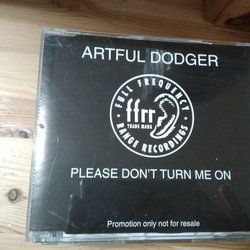 ARTFUL DODGER
FULL FREQUENCY
ffrr
TRADE MARK
RANGE RECORDINGS
PLEASE DON'T TURN ME ON
Promotion only not for resale